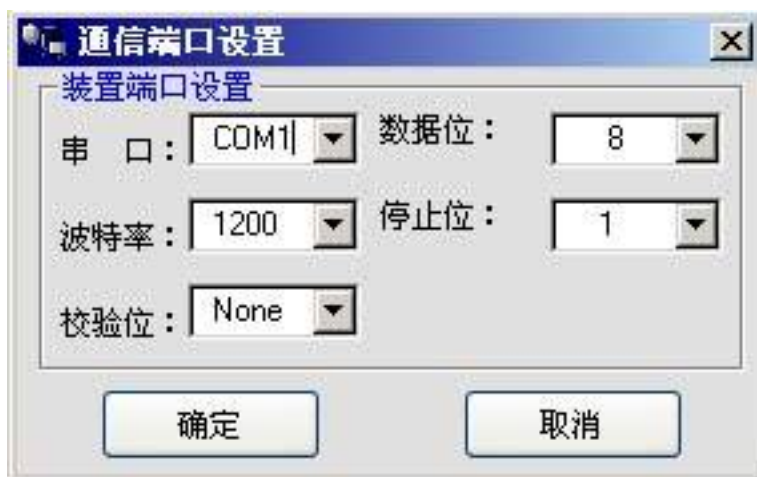 通信端口设置
装置端口设置
串 口： COM1 数据位： 8
波特率： 1200 停止位： 1
校验位： None
确定 取消